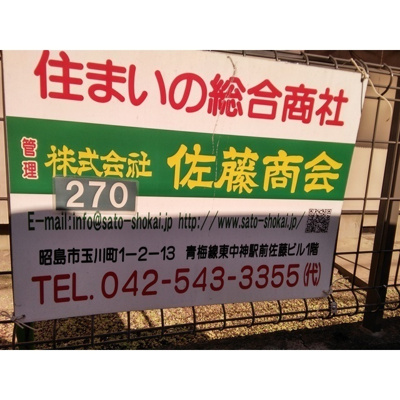 住まいの総合商社
管理 株式会社 佐藤商会
270
E-mail:info@sato-shokai.jp http://www.sato-shokai.jp/
昭島市玉川町1-2-13 青梅線東中神駅前佐藤ビル1階
TEL.042-543-3355(代)